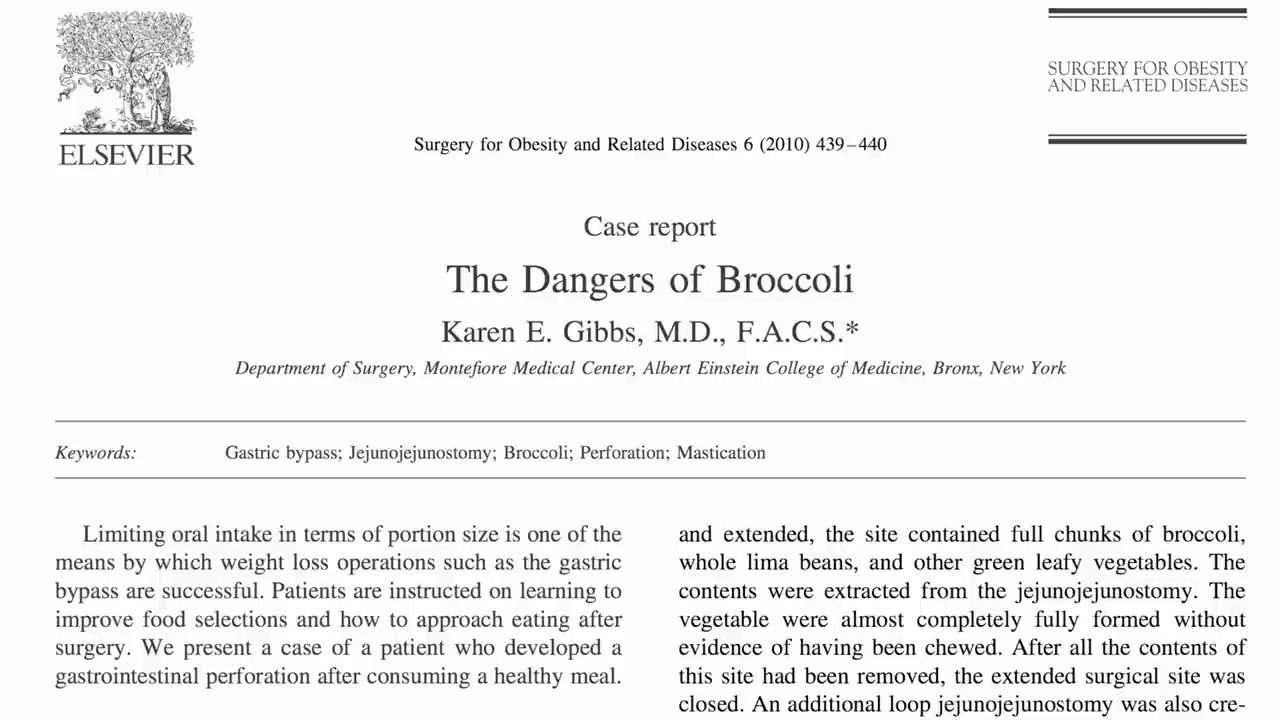 ELSEVIER
SURGERY FOR OBESITY
AND RELATED DISEASES
Surgery for Obesity and Related Diseases 6 (2010) 439–440
Case report
The Dangers of Broccoli
Karen E. Gibbs, M.D., F.A.C.S.*
Department of Surgery, Montefiore Medical Center, Albert Einstein College of Medicine, Bronx, New York
Keywords: Gastric bypass; Jejunojejunostomy; Broccoli; Perforation; Mastication
Limiting oral intake in terms of portion size is one of the
means by which weight loss operations such as the gastric
bypass are successful. Patients are instructed on learning to
improve food selections and how to approach eating after
surgery. We present a case of a patient who developed a
gastrointestinal perforation after consuming a healthy meal.
and extended, the site contained full chunks of broccoli,
whole lima beans, and other green leafy vegetables. The
contents were extracted from the jejunojejunostomy. The
vegetable were almost completely fully formed without
evidence of having been chewed. After all the contents of
this site had been removed, the extended surgical site was
closed. An additional loop jejunojejunostomy was also cre-